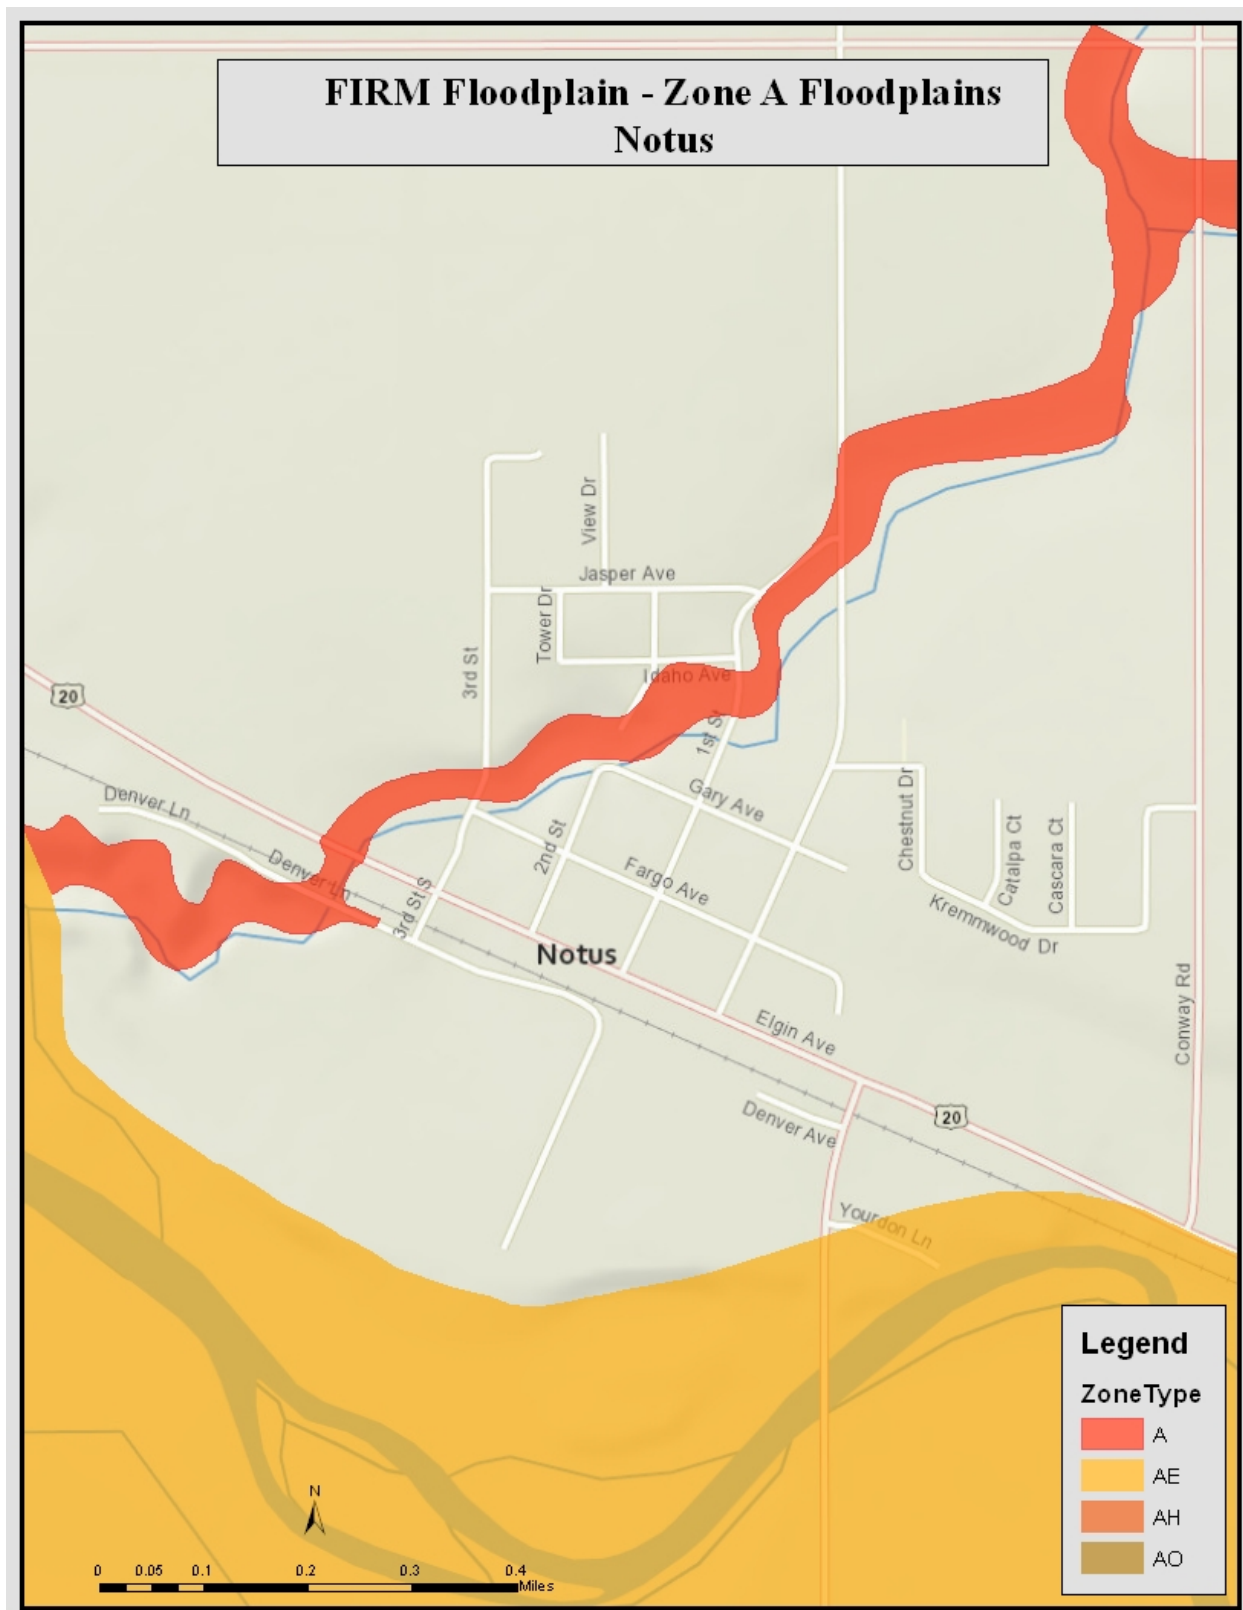 FIRM Floodplain - Zone A Floodplains
Notus
View Dr
Jasper Ave
Tower Dr
3rd St
Idaho Ave
20
1st St
Denver Ln
Gary Ave
Chestnut Dr
2nd St
Catalpa Ct
Cascara Ct
Denver Ln
Fargo Ave
3rd St S
Kremmwood Dr
Notus
Conway Rd
Elgin Ave
20
Denver Ave
Yourdon Ln
Legend
ZoneType
A
AE
AH
AO
N
0 0.05 0.1 0.2 0.3 0.4
Miles